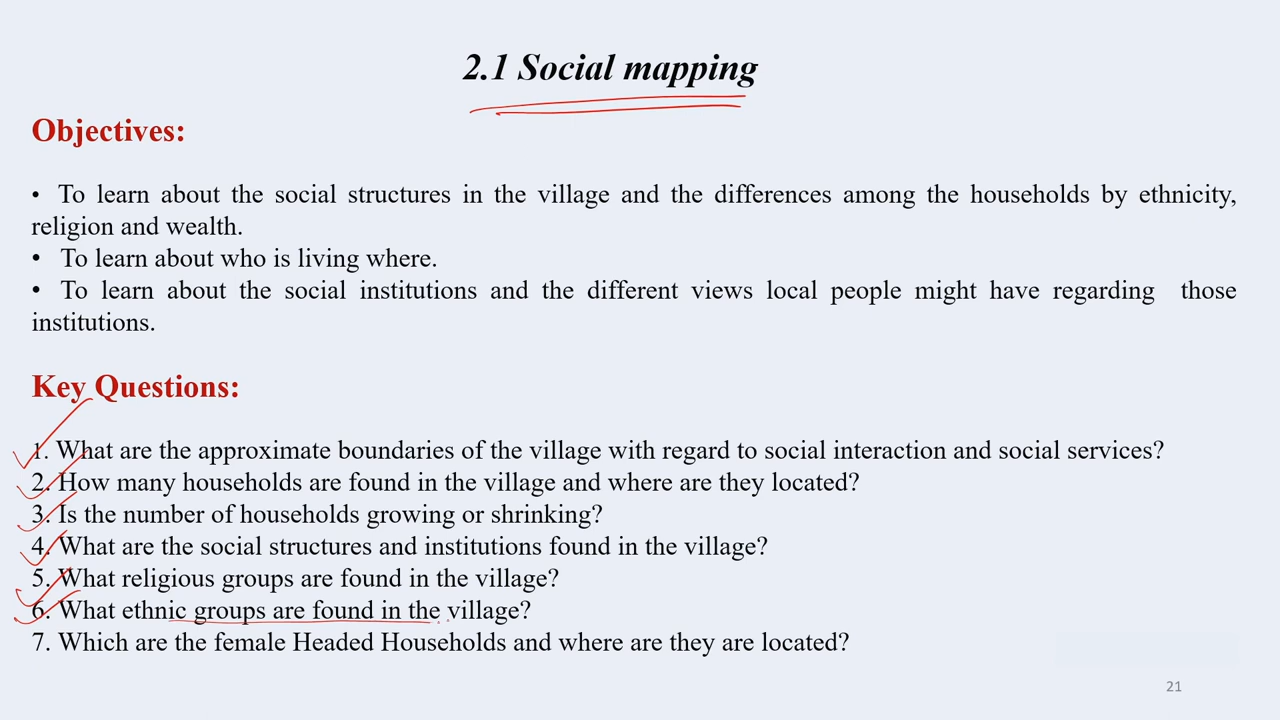 2.1 Social mapping
Objectives:
• To learn about the social structures in the village and the differences among the households by ethnicity,
religion and wealth.
• To learn about who is living where.
• To learn about the social institutions and the different views local people might have regarding those
institutions.
Key Questions:
1. What are the approximate boundaries of the village with regard to social interaction and social services?
2. How many households are found in the village and where are they located?
3. Is the number of households growing or shrinking?
4. What are the social structures and institutions found in the village?
5. What religious groups are found in the village?
6. What ethnic groups are found in the village?
7. Which are the female Headed Households and where are they are located?
21